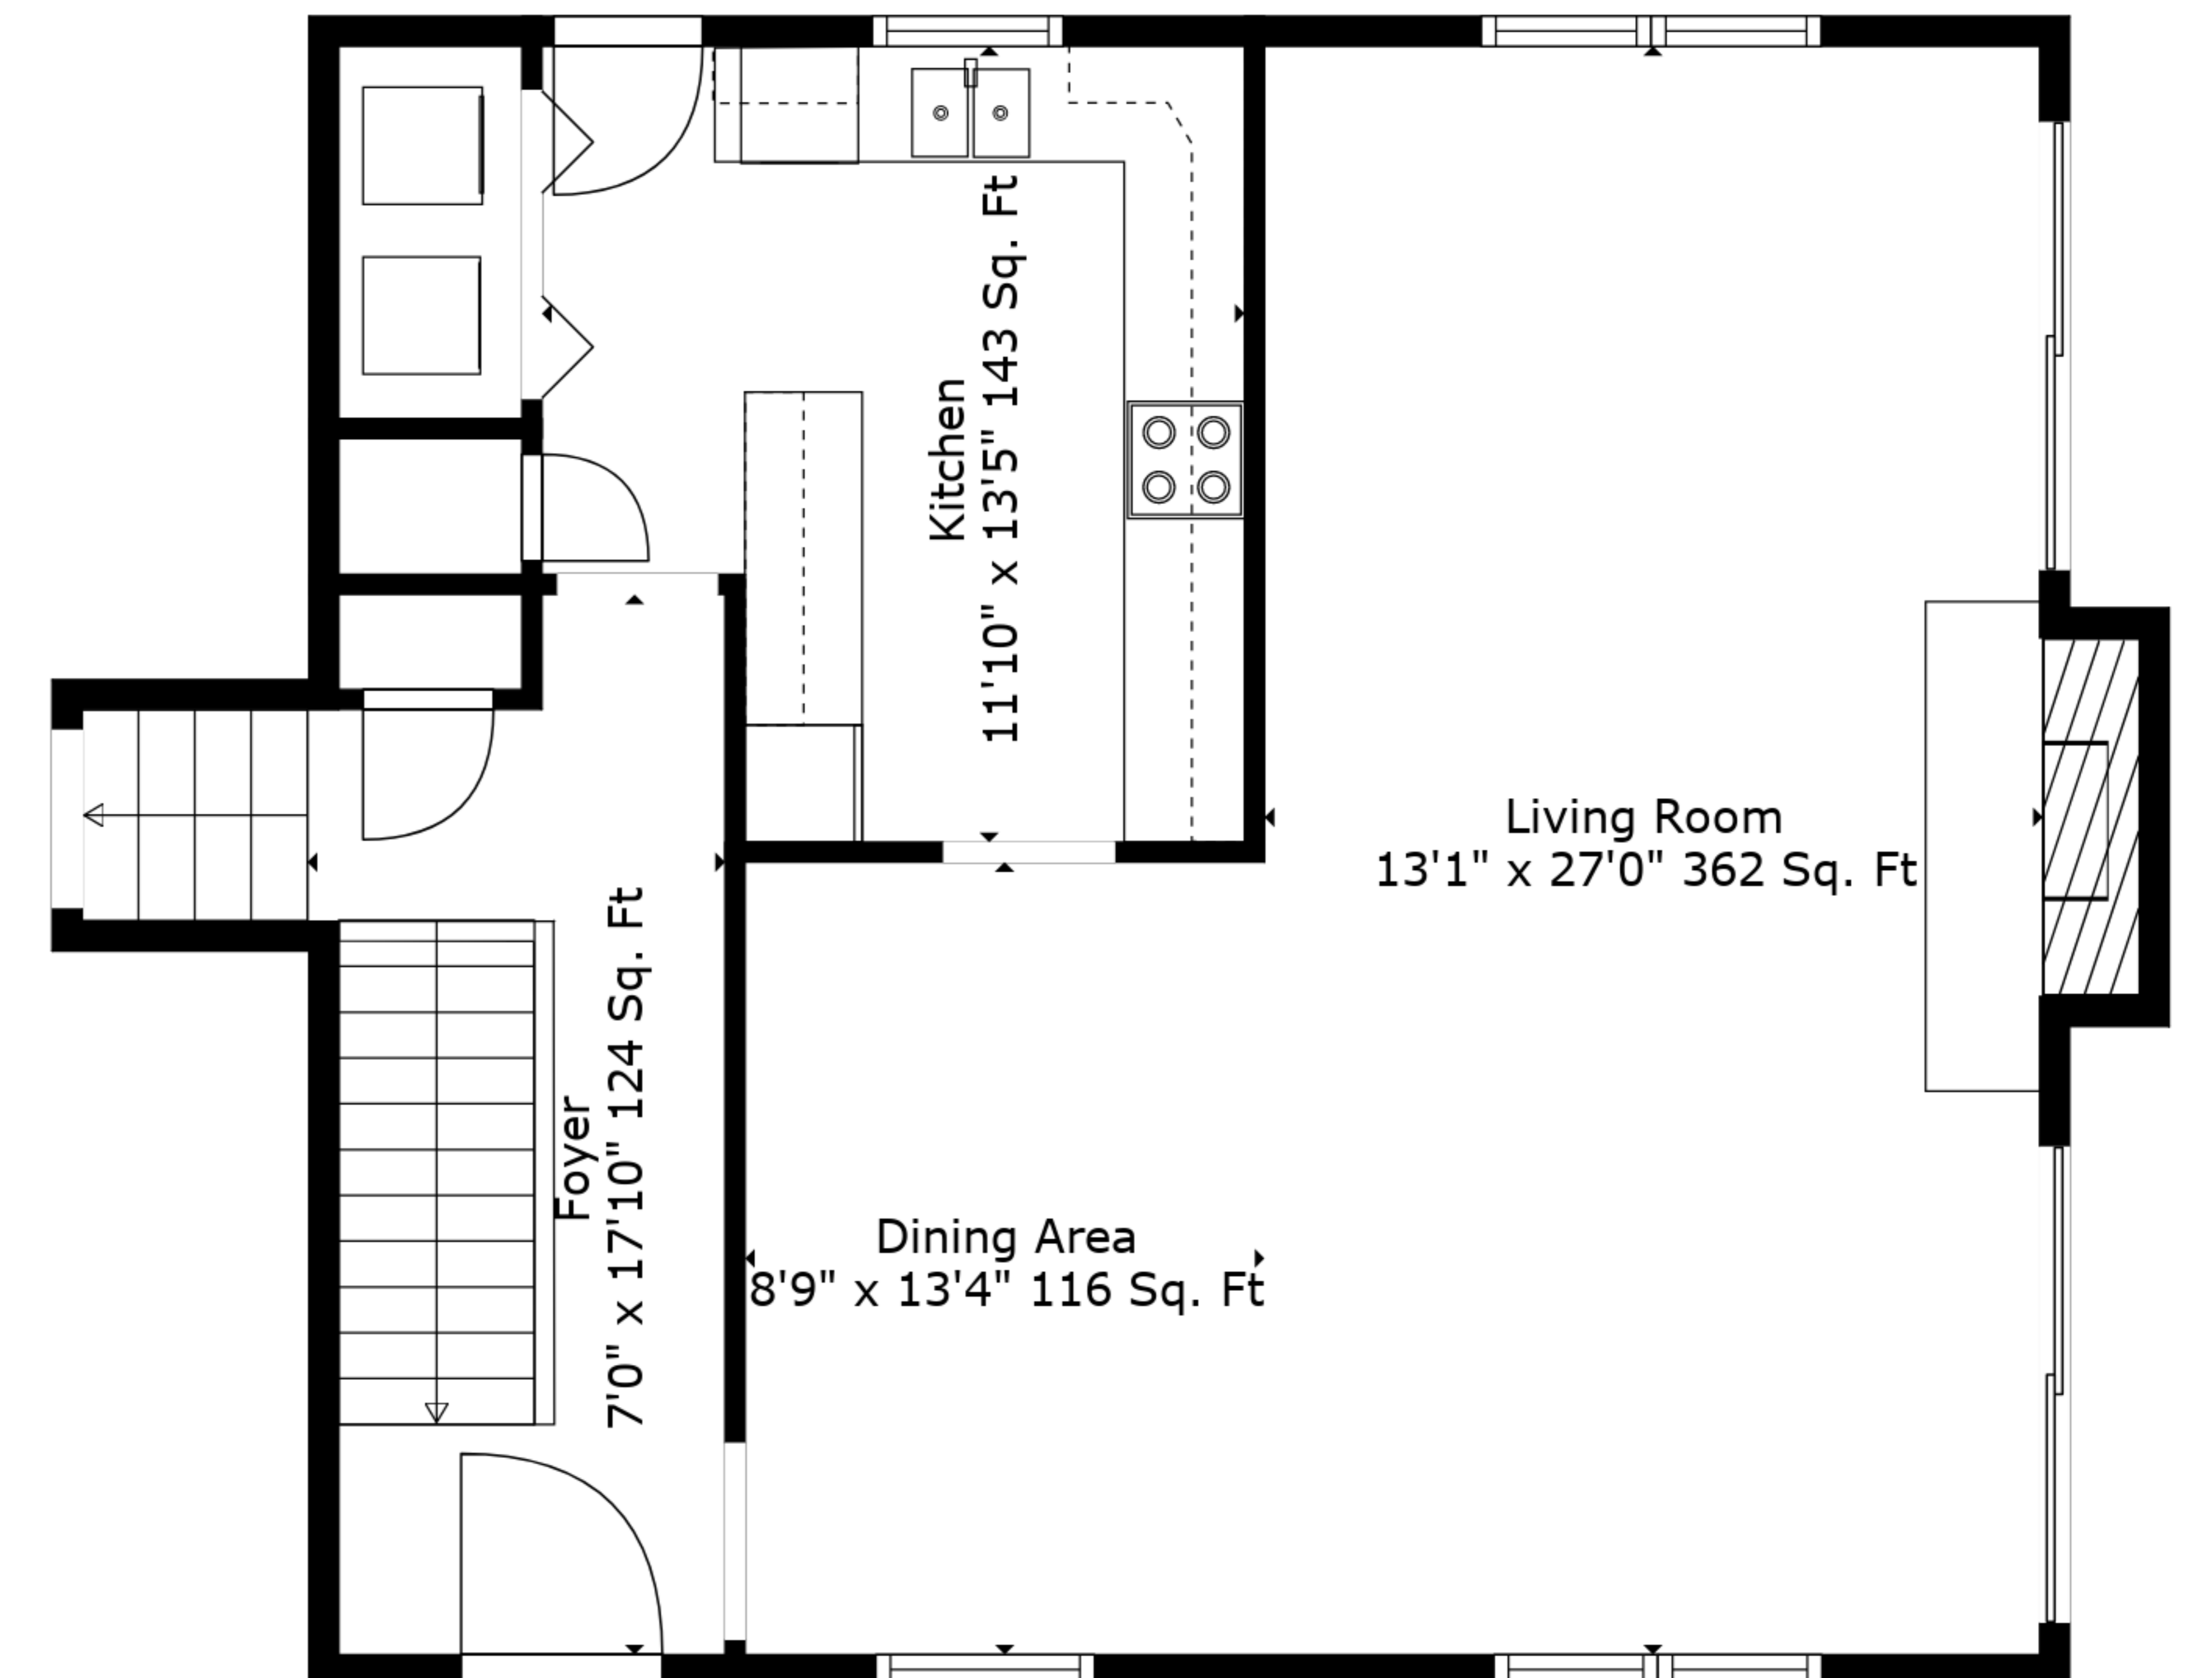 Kitchen
11'10" x 13'5" 143 Sq. Ft
Living Room
13'1" x 27'0" 362 Sq. Ft
Foyer
7'0" x 17'10" 124 Sq. Ft
Dining Area
8'9" x 13'4" 116 Sq. Ft